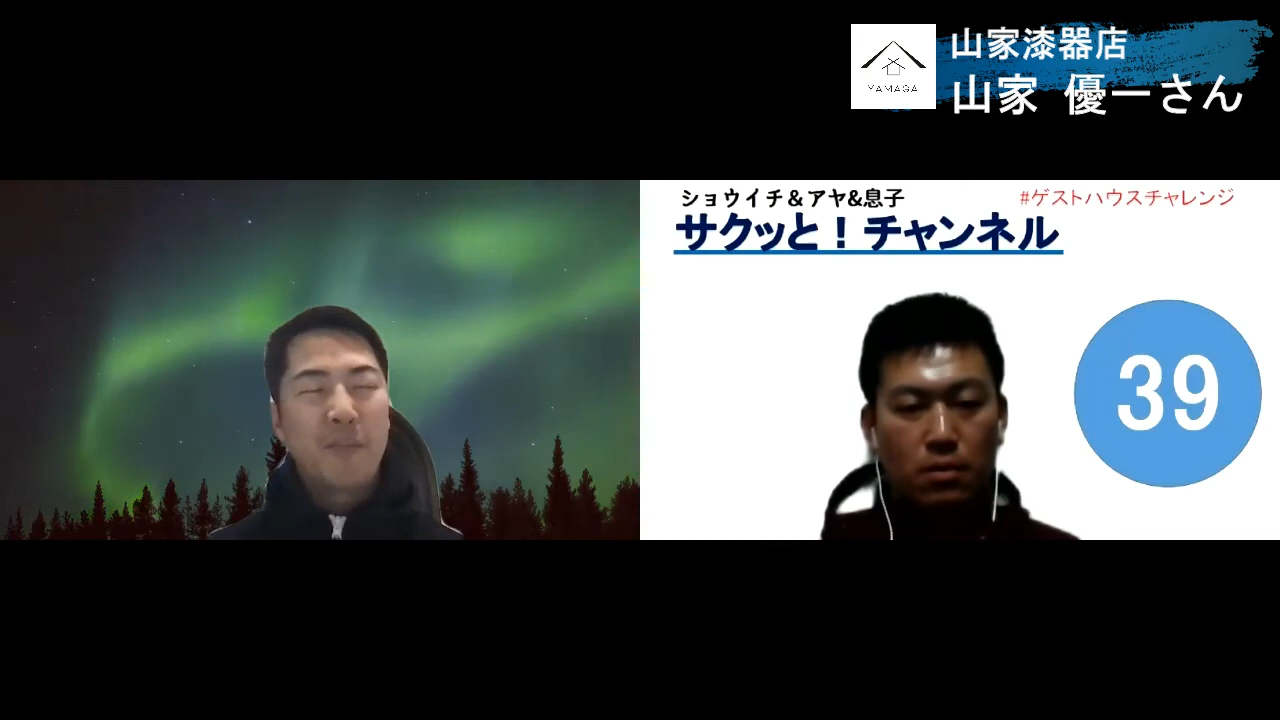 山家漆器店
YAMAGA
山家 優一さん
ショウイチ＆アヤ&息子
#ゲストハウスチャレンジ
サクッと！チャンネル
39